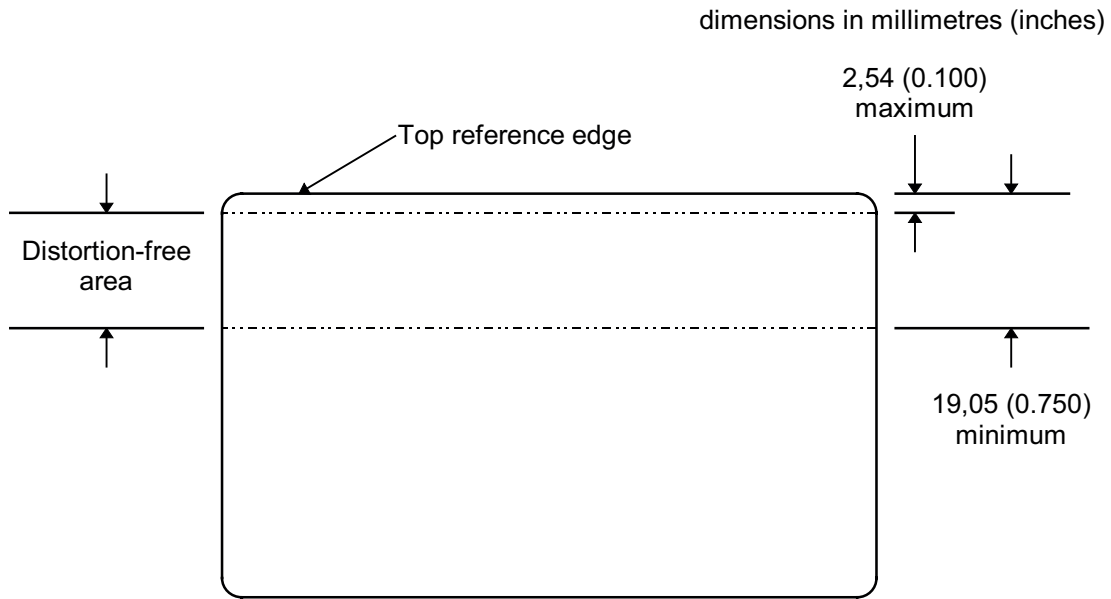 dimensions in millimetres (inches)
2,54 (0.100)
maximum
Top reference edge
Distortion-free
area
19,05 (0.750)
minimum